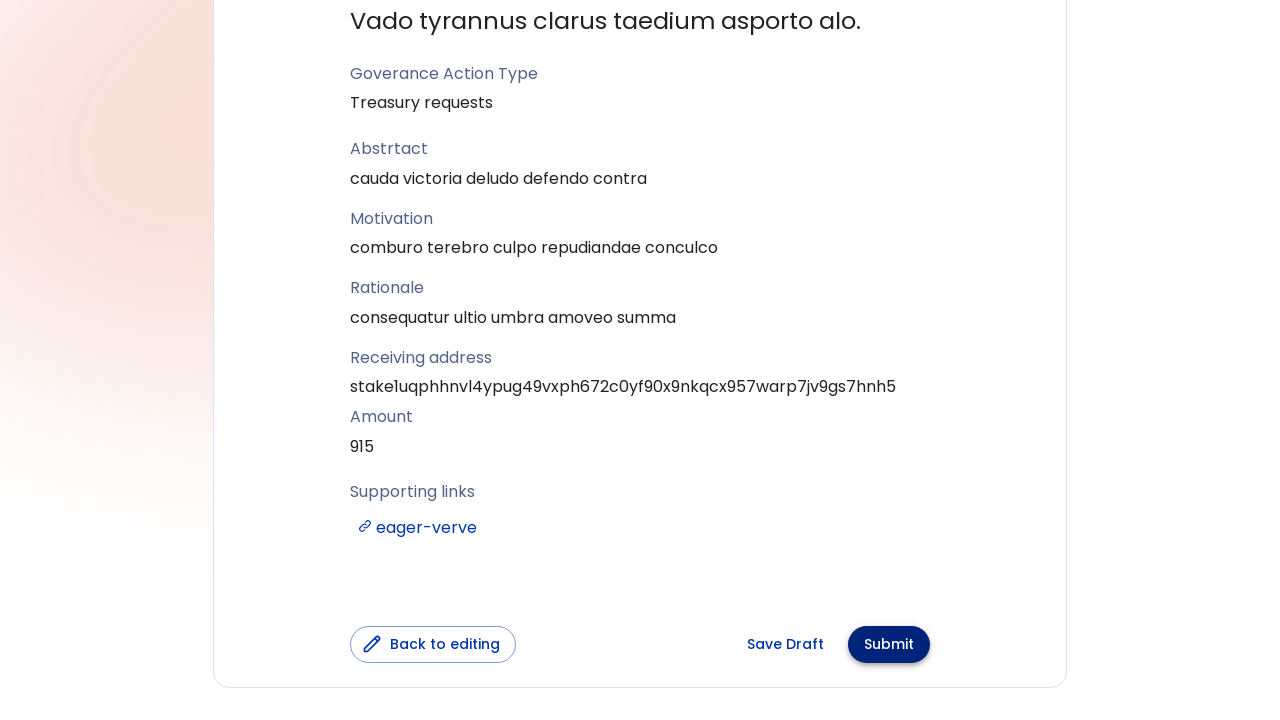 Vado tyrannus clarus taedium asporto alo.
Goverance Action Type
Treasury requests
Abstrtact
cauda victoria deludo defendo contra
Motivation
comburo terebro culpo repudiandae conculco
Rationale
consequatur ultio umbra amoveo summa
Receiving address
stake1uqphhnvl4ypug49vxph672c0yf90x9nkqcx957warp7jv9gs7hnh5
Amount
915
Supporting links
eager-verve
Back to editing
Save Draft
Submit